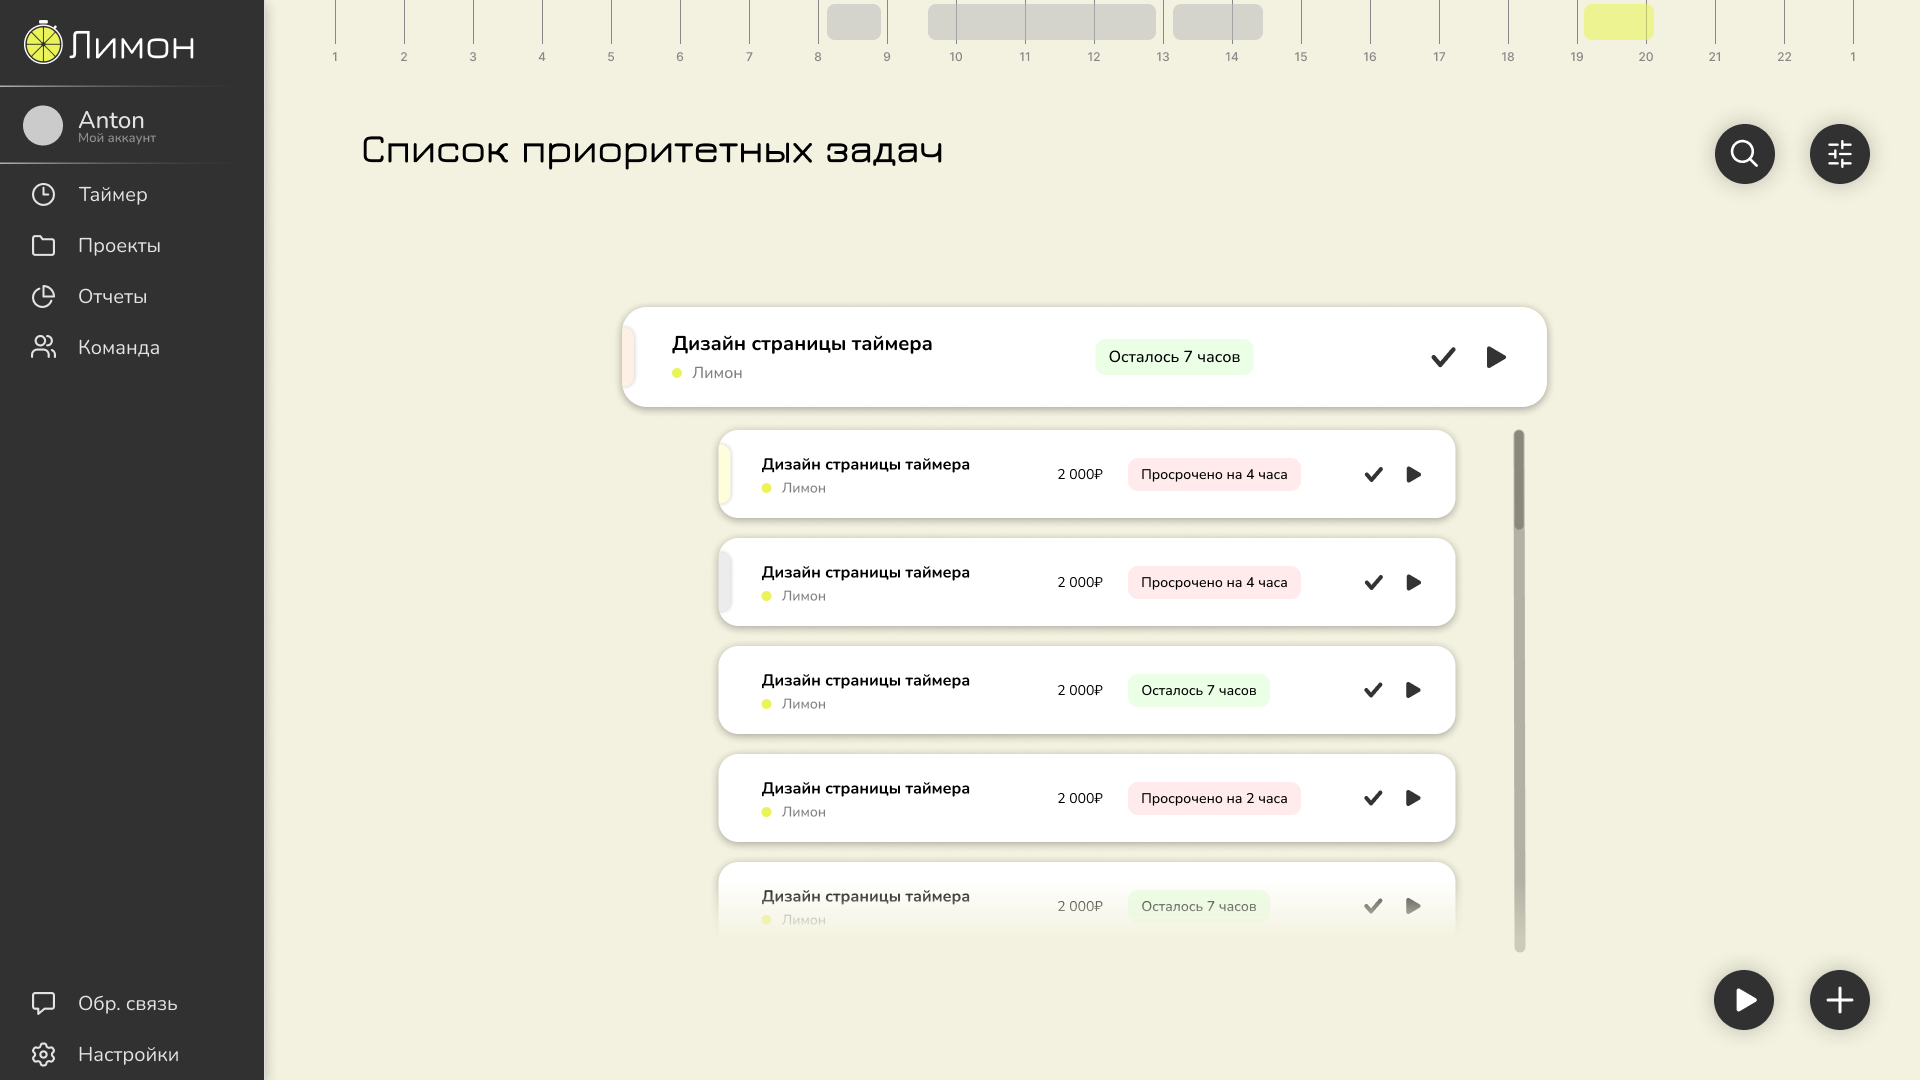 Лимон
1 2 3 4 5 6 7 8 9 10 11 12 13 14 15 16 17 18 19 20 21 22 1
Anton
Мой аккаунт
Список приоритетных задач
Таймер
Проекты
Отчеты
Команда
Дизайн страницы таймера
Лимон
Осталось 7 часов
Дизайн страницы таймера
Лимон
2 000₽
Просрочено на 4 часа
Дизайн страницы таймера
Лимон
2 000₽
Просрочено на 4 часа
Дизайн страницы таймера
Лимон
2 000₽
Осталось 7 часов
Дизайн страницы таймера
Лимон
2 000₽
Просрочено на 2 часа
Дизайн страницы таймера
Лимон
2 000₽
Осталось 7 часов
Обр. связь
Настройки